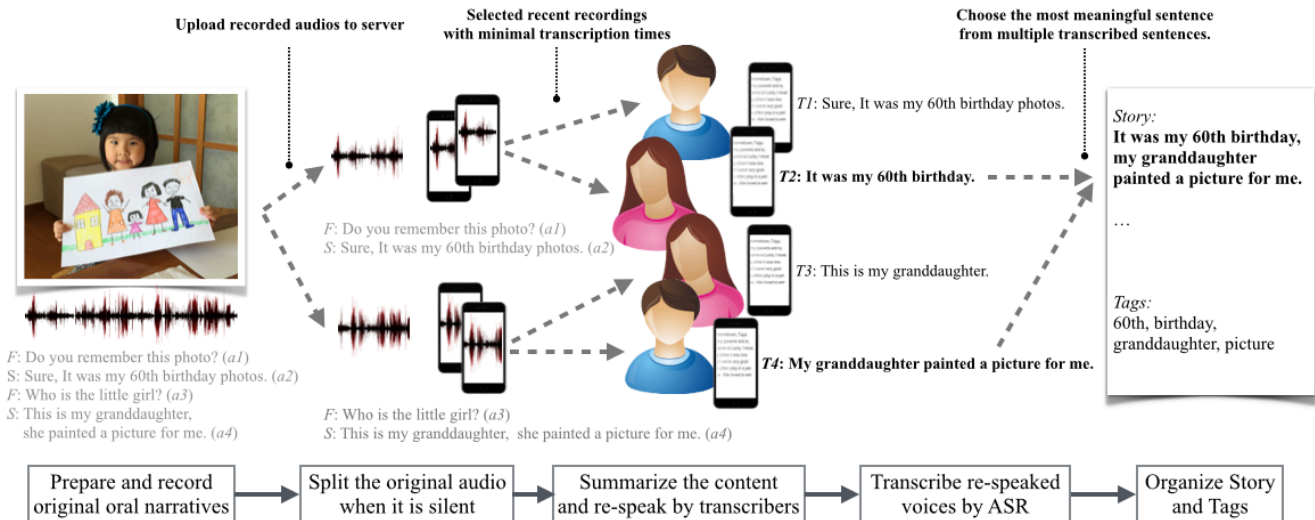 Upload recorded audios to server
Selected recent recordings
with minimal transcription times
Choose the most meaningful sentence
from multiple transcribed sentences.
F: Do you remember this photo? (a1)
S: Sure, It was my 60th birthday photos. (a2)
F: Who is the little girl? (a3)
S: This is my granddaughter,
she painted a picture for me. (a4)
F: Do you remember this photo? (a1)
S: Sure, It was my 60th birthday photos. (a2)
F: Who is the little girl? (a3)
S: This is my granddaughter, she painted a picture for me. (a4)
T1: Sure, It was my 60th birthday photos.
T2: It was my 60th birthday.
T3: This is my granddaughter.
T4: My granddaughter painted a picture for me.
Story:
It was my 60th birthday,
my granddaughter
painted a picture for me.
…
Tags:
60th, birthday,
granddaughter, picture
Prepare and record
original oral narratives
Split the original audio
when it is silent
Summarize the content
and re-speak by transcribers
Transcribe re-speaked
voices by ASR
Organize Story
and Tags